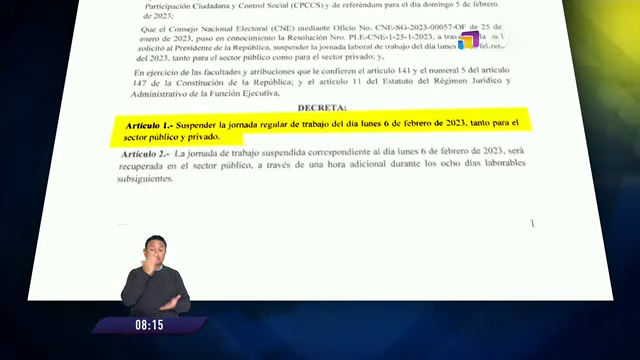 Participación Ciudadana y Control Social (CPCCS) y de referéndum para el día domingo 5 de febrero
de 2023;
Que el Consejo Nacional Electoral (CNE) mediante Oficio No. CNE-SG-2023-00057-OF de 25 de
enero de 2023, puso en conocimiento la Resolución Nro. PLE-CNE-1-25-1-2023, a
solicitó al Presidente de la República, suspender la jornada laboral de trabajo del día lunes
del 2023, tanto para el sector público como para el sector privado; y,
En ejercicio de las facultades y atribuciones que le confieren el artículo 141 y el numeral 5 del artículo
147 de la Constitución de la República; y el artículo 11 del Estatuto del Régimen Jurídico y
Administrativo de la Función Ejecutiva.
DECRETA:
Artículo 1.- Suspender la jornada regular de trabajo del día lunes 6 de febrero de 2023, tanto para el
sector público y privado.
Artículo 2.- La jornada de trabajo suspendida correspondiente al día lunes 6 de febrero de 2023, será
recuperada en el sector público, a través de una hora adicional durante los ocho días laborables
subsiguientes.
1
08:15